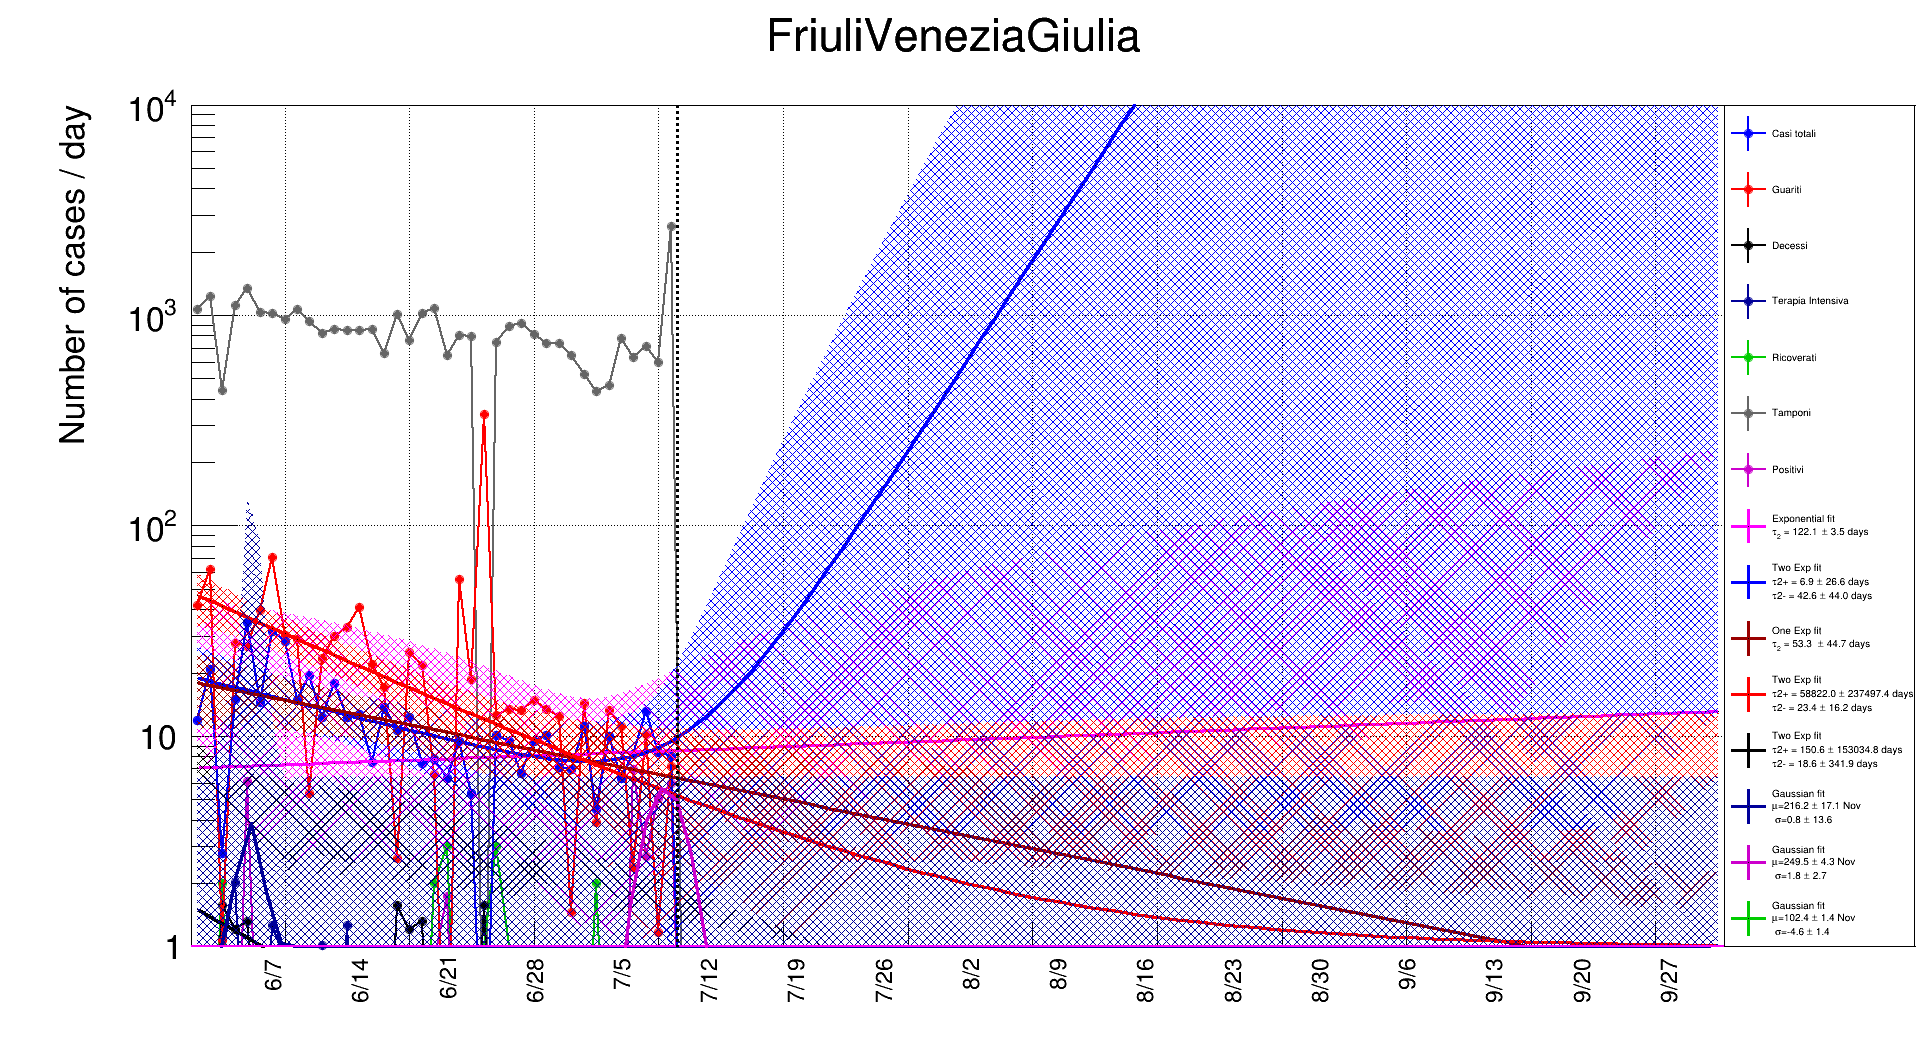 FriuliVeneziaGiulia
Number of cases / day
10^4
10^3
10^2
10
1
6/7
6/14
6/21
6/28
7/5
7/12
7/19
7/26
8/2
8/9
8/16
8/23
8/30
9/6
9/13
9/20
9/27
Casi totali
Guariti
Decessi
Terapia Intensiva
Ricoverati
Tamponi
Positivi
Exponential fit
τ_2 = 122.1 ± 3.5 days
Two Exp fit
τ2+ = 6.9 ± 26.6 days
τ2- = 42.6 ± 44.0 days
One Exp fit
τ_2 = 53.3 ± 44.7 days
Two Exp fit
τ2+ = 58822.0 ± 237497.4 days
τ2- = 23.4 ± 16.2 days
Two Exp fit
τ2+ = 150.6 ± 153034.8 days
τ2- = 18.6 ± 341.9 days
Gaussian fit
μ=216.2 ± 17.1 Nov
σ=0.8 ± 13.6
Gaussian fit
μ=249.5 ± 4.3 Nov
σ=1.8 ± 2.7
Gaussian fit
μ=102.4 ± 1.4 Nov
σ=-4.6 ± 1.4